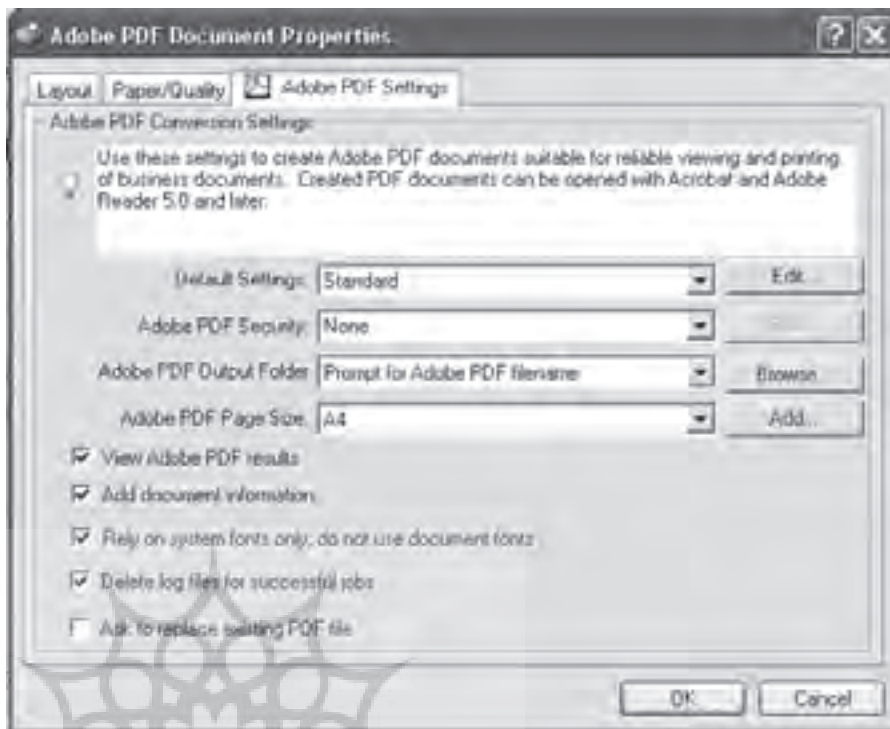 Adobe PDF Document Properties
Layout Paper/Quality Adobe PDF Settings
Adobe PDF Conversion Settings
Use these settings to create Adobe PDF documents suitable for reliable viewing and printing
of business documents. Created PDF documents can be opened with Acrobat and Adobe
Reader 5.0 and later.
Default Settings: Standard Edit...
Adobe PDF Security: None
Adobe PDF Output Folder: Prompt for Adobe PDF filename Browse...
Adobe PDF Page Size: A4 Add...
View Adobe PDF results
Add document information
Rely on system fonts only; do not use document fonts
Delete log files for successful jobs
Ask to replace existing PDF file
OK Cancel